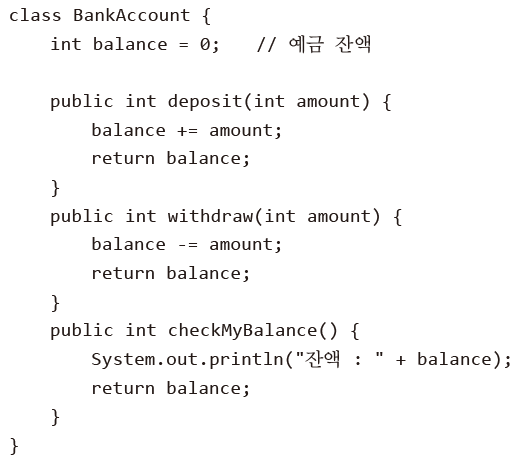 class BankAccount {
    int balance = 0;   // 예금 잔액

    public int deposit(int amount) {
        balance += amount;
        return balance;
    }
    public int withdraw(int amount) {
        balance -= amount;
        return balance;
    }
    public int checkMyBalance() {
        System.out.println("잔액 : " + balance);
        return balance;
    }
}